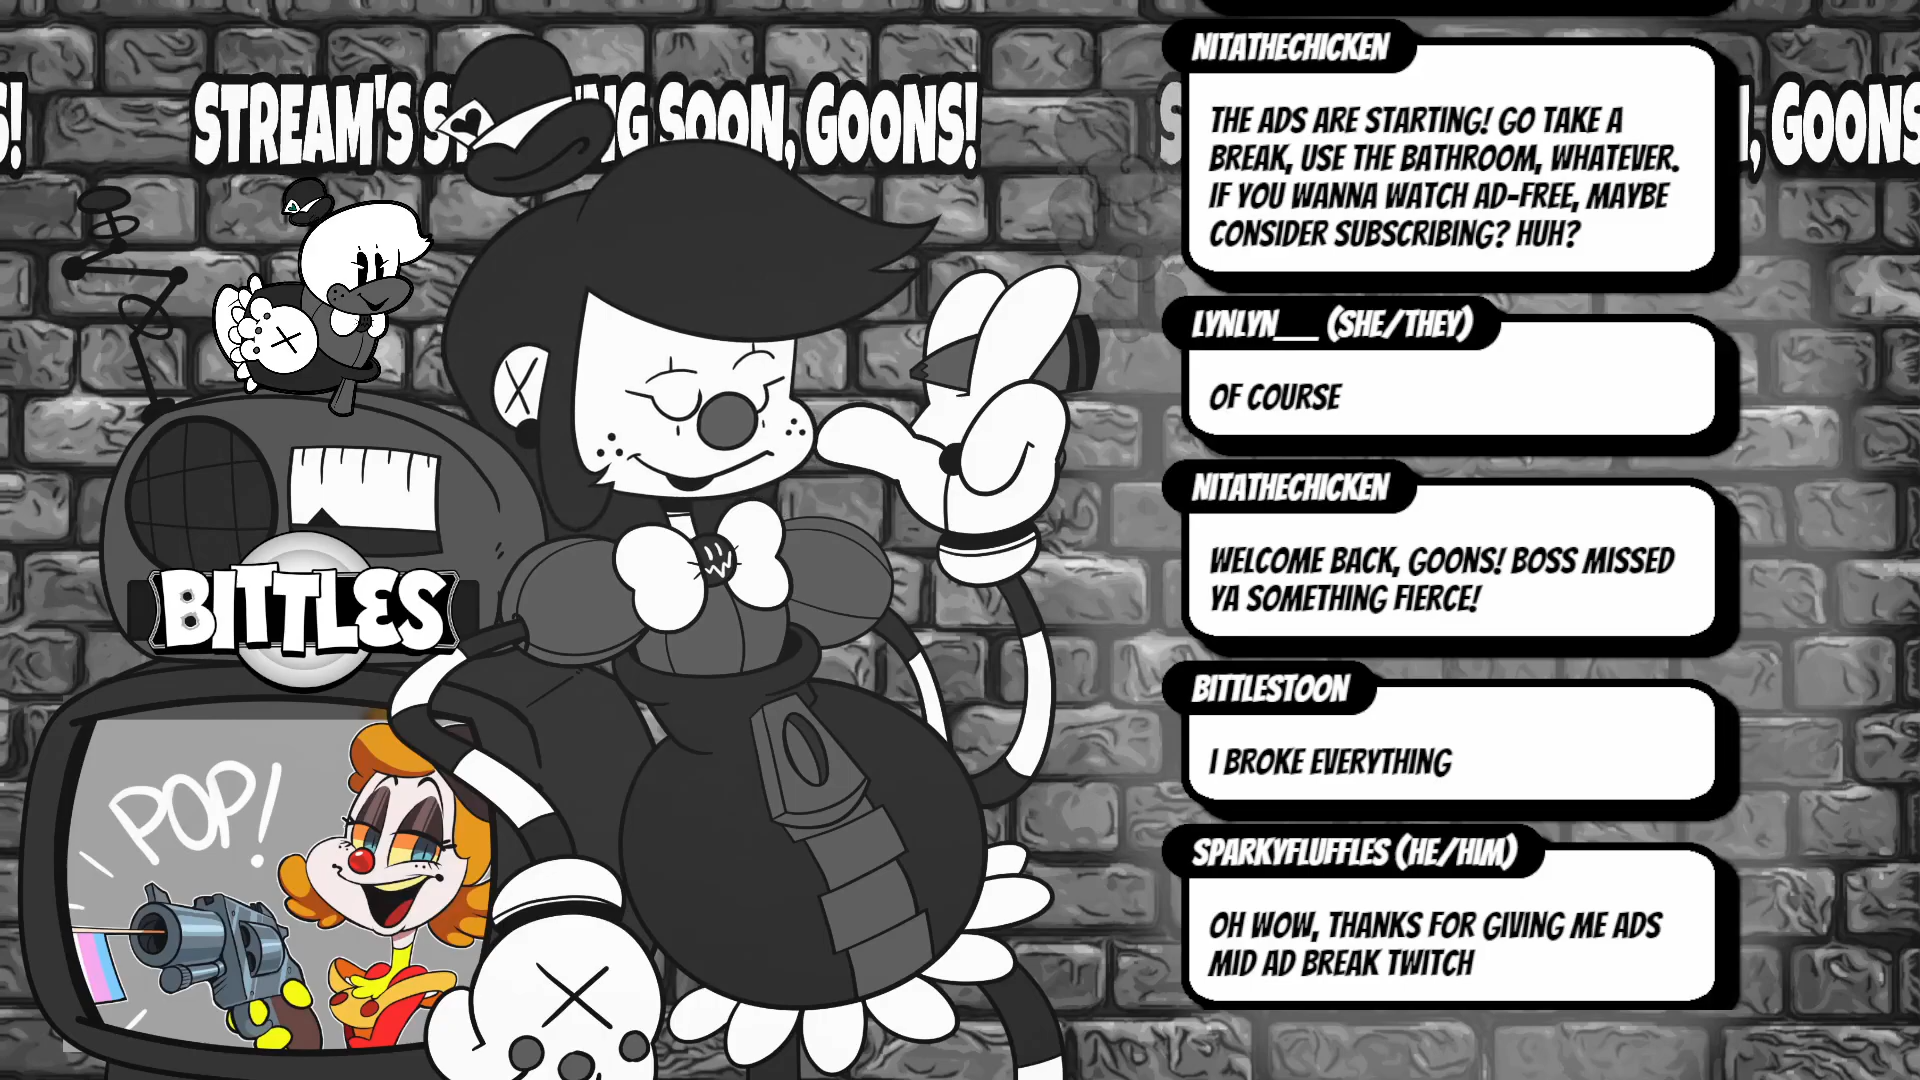 S!
STREAM'S S NG SOON, GOONS!
S
, GOONS
BITTLES
POP!
NITATHECHICKEN
THE ADS ARE STARTING! GO TAKE A
BREAK, USE THE BATHROOM, WHATEVER.
IF YOU WANNA WATCH AD-FREE, MAYBE
CONSIDER SUBSCRIBING? HUH?
LYNLYN__ (SHE/THEY)
OF COURSE
NITATHECHICKEN
WELCOME BACK, GOONS! BOSS MISSED
YA SOMETHING FIERCE!
BITTLESTOON
I BROKE EVERYTHING
SPARKYFLUFFLES (HE/HIM)
OH WOW, THANKS FOR GIVING ME ADS
MID AD BREAK TWITCH